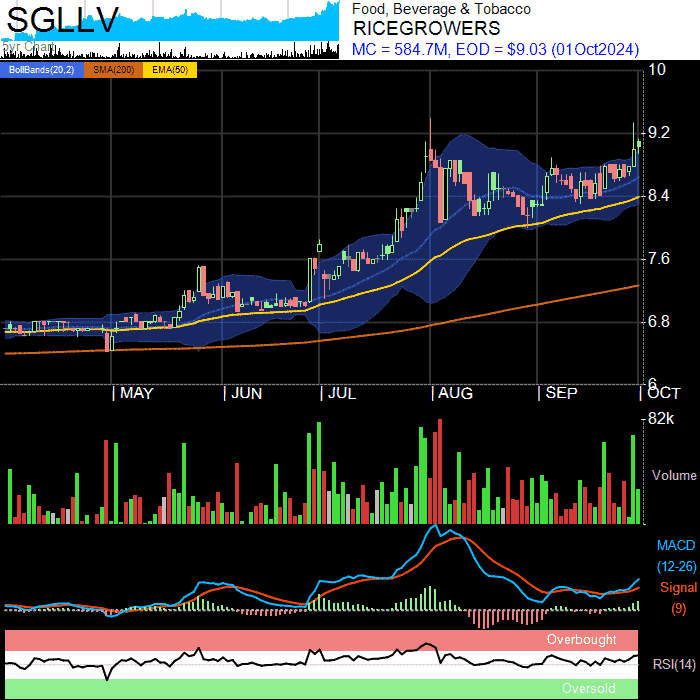 SGLLV
5yr Chart
Food, Beverage & Tobacco
RICEGROWERS
MC = 584.7M, EOD = $9.03 (01Oct2024)
BollBands(20,2) SMA(200) EMA(50)
10
9.2
8.4
7.6
6.8
6
MAY JUN JUL AUG SEP OCT
82k
Volume
MACD
(12-26)
Signal
(9)
Overbought
RSI(14)
Oversold